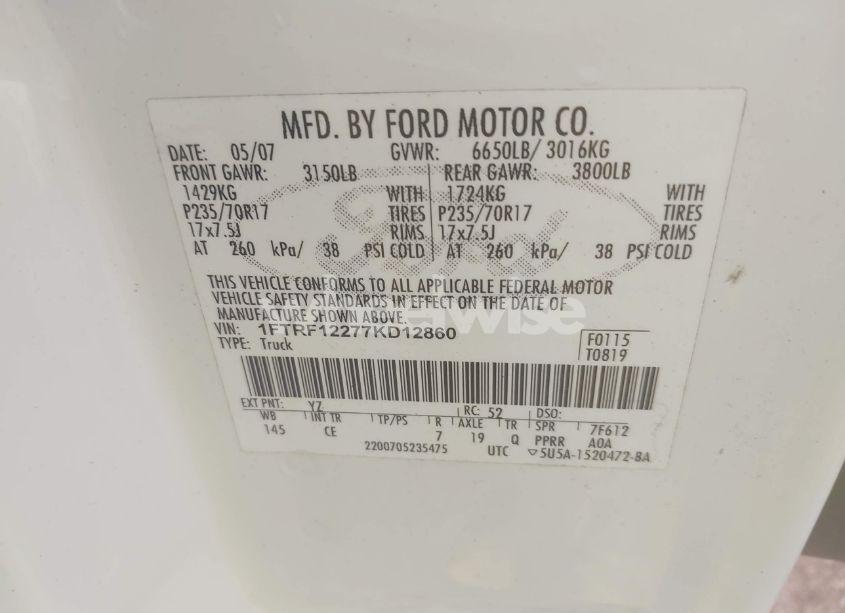 MFD. BY FORD MOTOR CO.
DATE: 05/07 GVWR: 6650LB/ 3016KG
FRONT GAWR: 3150LB REAR GAWR: 3800LB
1429KG WITH 1724KG WITH
P235/70R17 TIRES P235/70R17 TIRES
17x7.5J RIMS 17x7.5J RIMS
AT 260 kPa/ 38 PSI COLD AT 260 kPa/ 38 PSI COLD
THIS VEHICLE CONFORMS TO ALL APPLICABLE FEDERAL MOTOR
VEHICLE SAFETY STANDARDS IN EFFECT ON THE DATE OF
MANUFACTURE SHOWN ABOVE.
VIN: 1FTRF12277KD12860
TYPE: Truck
F0115
T0819
EXT PNT: YZ RC: 52 DSO:
WB INT TR TP/PS R AXLE TR SPR 7F612
145 CE 7 19 Q PPRR A0A
2200705235475 UTC ▽5U5A-1520472-BA